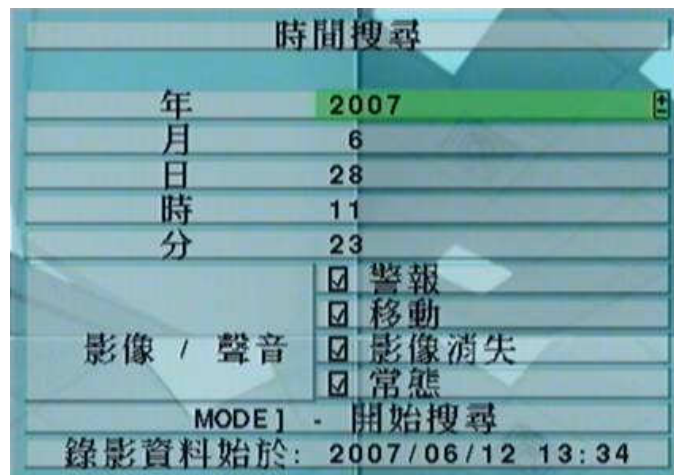 時間搜尋
年 2007
月 6
日 28
時 11
分 23
警報
移動
影像 / 聲音 影像消失
常態
MODE] - 開始搜尋
錄影資料始於: 2007/06/12 13:34